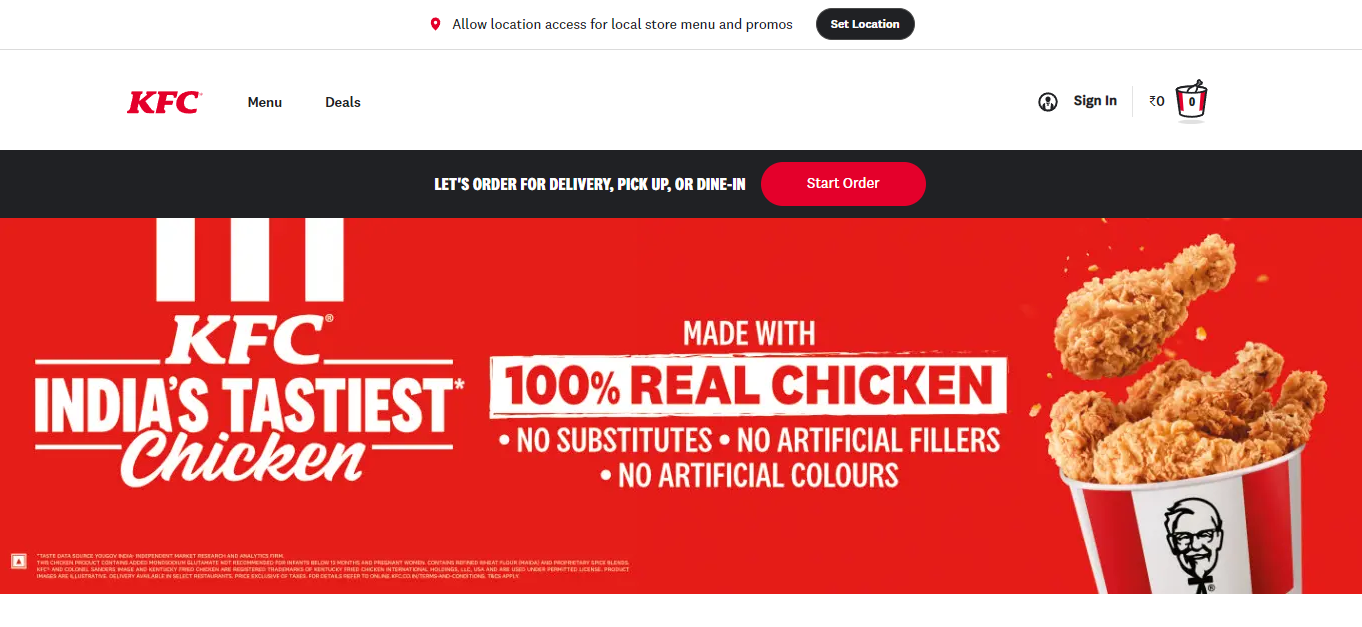 Allow location access for local store menu and promos
Set Location
KFC
Menu
Deals
Sign In
₹0
0
LET'S ORDER FOR DELIVERY, PICK UP, OR DINE-IN
Start Order
KFC®
INDIA'S TASTIEST*
Chicken
MADE WITH
100% REAL CHICKEN
• NO SUBSTITUTES • NO ARTIFICIAL FILLERS
• NO ARTIFICIAL COLOURS
*TASTE DATA SOURCE YOUGOV INDIA- INDEPENDENT MARKET RESEARCH AND ANALYTICS FIRM.
THIS CHICKEN PRODUCT CONTAINS ADDED MONOSODIUM GLUTAMATE NOT RECOMMENDED FOR INFANTS BELOW 12 MONTHS AND PREGNANT WOMEN. CONTAINS REFINED WHEAT FLOUR (MAIDA) AND PROPRIETARY SPICE BLENDS.
KFC® AND COLONEL SANDERS IMAGE AND KENTUCKY FRIED CHICKEN ARE REGISTERED TRADEMARKS OF KENTUCKY FRIED CHICKEN INTERNATIONAL HOLDINGS, LLC, USA AND ARE USED UNDER PERMITTED LICENSE. PRODUCT
IMAGES ARE ILLUSTRATIVE. DELIVERY AVAILABLE IN SELECT RESTAURANTS. PRICE EXCLUSIVE OF TAXES. FOR DETAILS REFER TO ONLINE.KFC.CO.IN/TERMS-AND-CONDITIONS. T&CS APPLY.
®